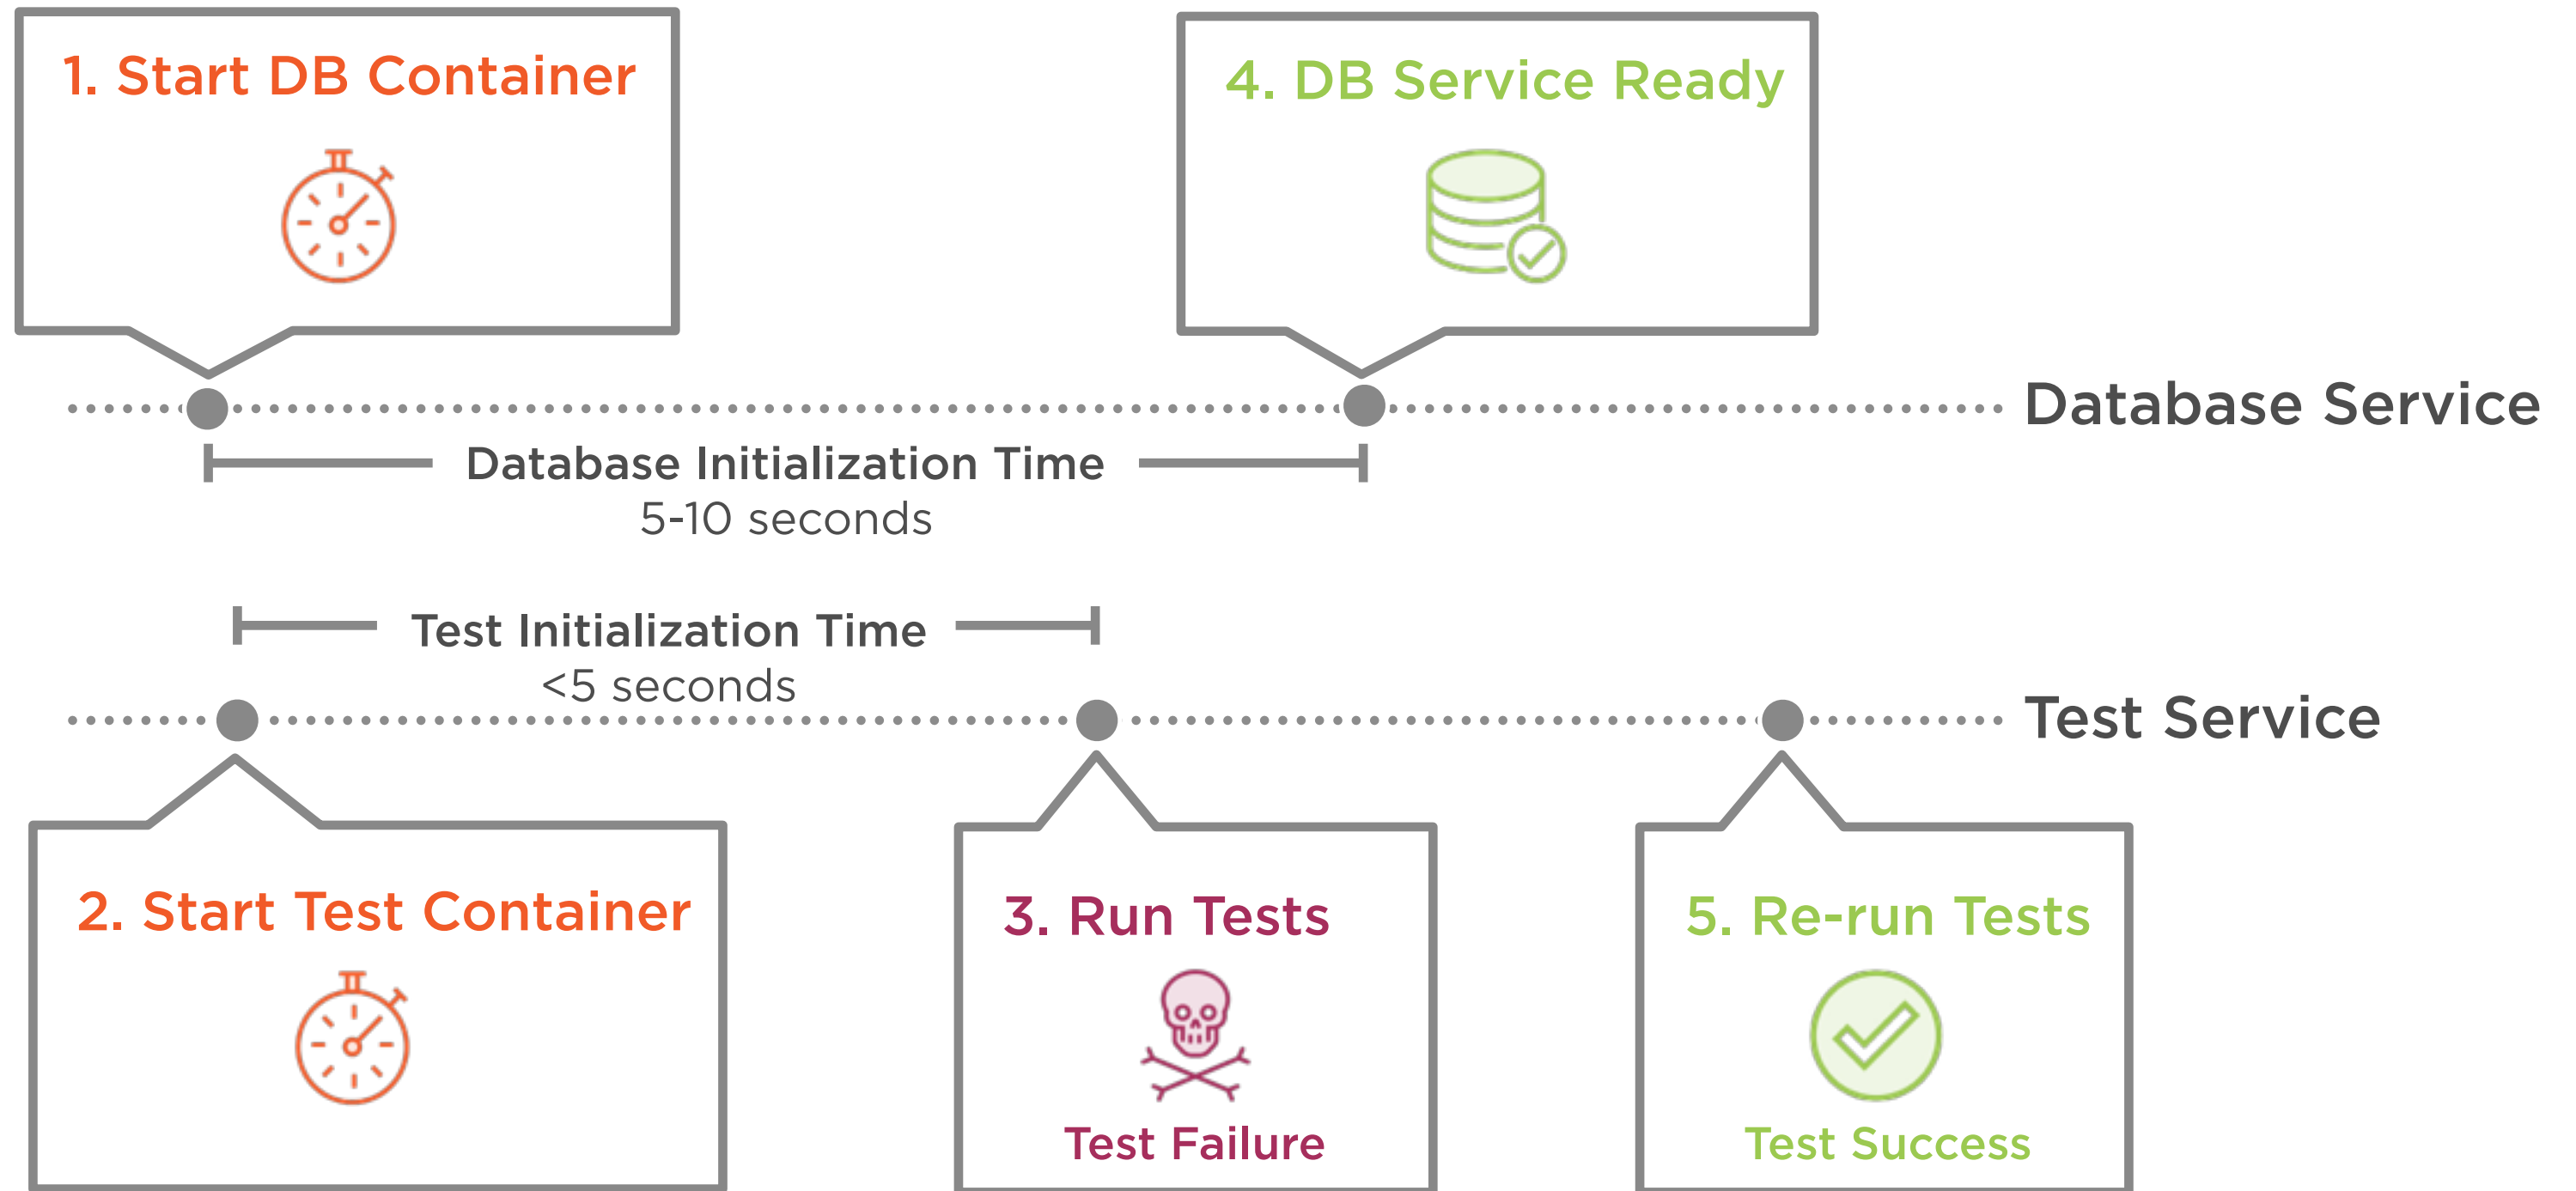 1. Start DB Container
4. DB Service Ready
Database Service
Database Initialization Time
5-10 seconds
Test Initialization Time
<5 seconds
Test Service
2. Start Test Container
3. Run Tests
Test Failure
5. Re-run Tests
Test Success